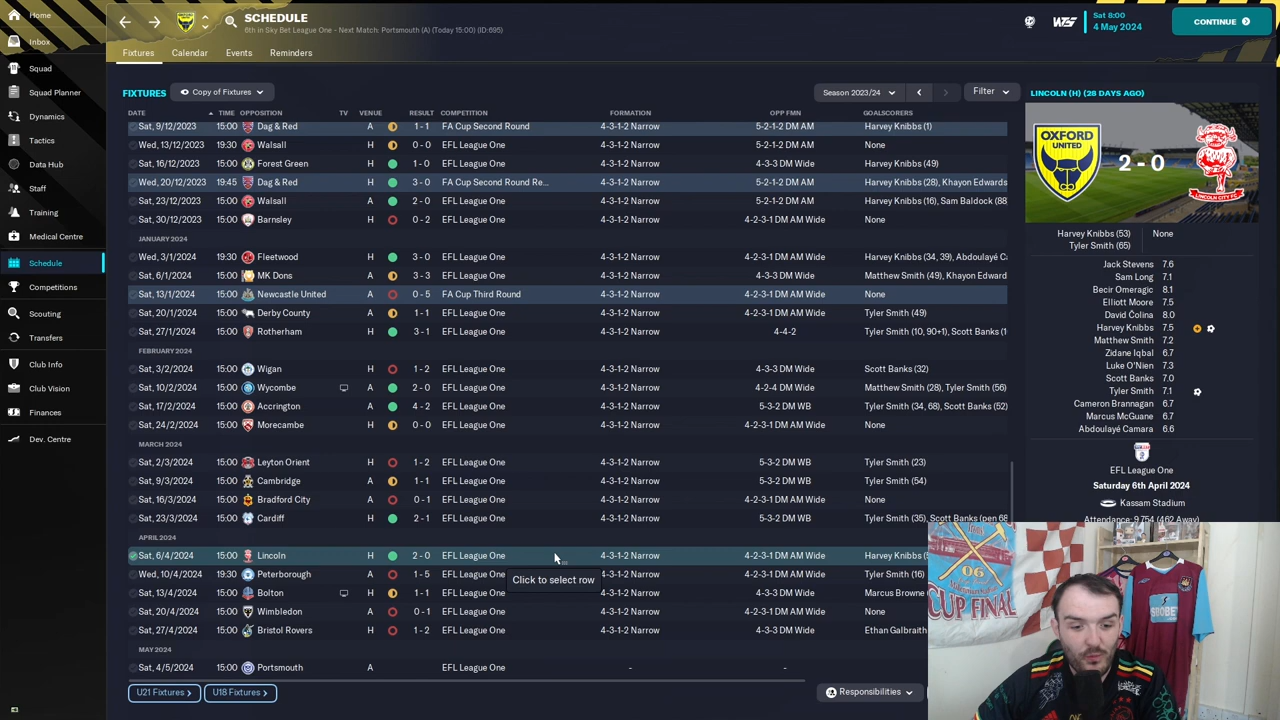 Home
Inbox
Squad
Squad Planner
Dynamics
Tactics
Data Hub
Staff
Training
Medical Centre
Schedule
Competitions
Scouting
Transfers
Club Info
Club Vision
Finances
Dev. Centre
SCHEDULE
6th in Sky Bet League One - Next Match: Portsmouth (A) (Today 15:00) (ID:695)
Sat 8:00
4 May 2024
CONTINUE
Fixtures Calendar Events Reminders
FIXTURES Copy of Fixtures Season 2023/24 Filter
DATE TIME OPPOSITION TV VENUE RESULT COMPETITION FORMATION OPP FMN GOALSCORERS
Sat, 9/12/2023 15:00 Dag & Red A 1 - 1 FA Cup Second Round 4-3-1-2 Narrow 5-2-1-2 DM AM Harvey Knibbs (1)
Wed, 13/12/2023 19:30 Walsall H 0 - 0 EFL League One 4-3-1-2 Narrow 5-2-1-2 DM AM None
Sat, 16/12/2023 15:00 Forest Green H 1 - 0 EFL League One 4-3-1-2 Narrow 4-3-3 DM Wide Harvey Knibbs (49)
Wed, 20/12/2023 19:45 Dag & Red H 3 - 0 FA Cup Second Round Re... 4-3-1-2 Narrow 5-2-1-2 DM AM Harvey Knibbs (28), Khayon Edwards
Sat, 23/12/2023 15:00 Walsall A 2 - 0 EFL League One 4-3-1-2 Narrow 5-2-1-2 DM AM Harvey Knibbs (16), Sam Baldock (88
Sat, 30/12/2023 15:00 Barnsley H 0 - 2 EFL League One 4-3-1-2 Narrow 4-2-3-1 DM AM Wide None
JANUARY 2024
Wed, 3/1/2024 19:30 Fleetwood H 3 - 0 EFL League One 4-3-1-2 Narrow 4-2-3-1 DM AM Wide Harvey Knibbs (34, 39), Abdoulayé C
Sat, 6/1/2024 15:00 MK Dons A 3 - 3 EFL League One 4-3-1-2 Narrow 4-3-3 DM Wide Matthew Smith (49), Khayon Edward
Sat, 13/1/2024 15:00 Newcastle United A 0 - 5 FA Cup Third Round 4-3-1-2 Narrow 4-2-3-1 DM AM Wide None
Sat, 20/1/2024 15:00 Derby County A 1 - 1 EFL League One 4-3-1-2 Narrow 4-2-3-1 DM AM Wide Tyler Smith (49)
Sat, 27/1/2024 15:00 Rotherham H 3 - 1 EFL League One 4-3-1-2 Narrow 4-4-2 Tyler Smith (10, 90+1), Scott Banks (1
FEBRUARY 2024
Sat, 3/2/2024 15:00 Wigan H 1 - 2 EFL League One 4-3-1-2 Narrow 4-3-3 DM Wide Scott Banks (32)
Sat, 10/2/2024 15:00 Wycombe A 2 - 0 EFL League One 4-3-1-2 Narrow 4-2-4 DM Wide Matthew Smith (28), Tyler Smith (56)
Sat, 17/2/2024 15:00 Accrington A 4 - 2 EFL League One 4-3-1-2 Narrow 5-3-2 DM WB Tyler Smith (34, 68), Scott Banks (52)
Sat, 24/2/2024 15:00 Morecambe H 0 - 0 EFL League One 4-3-1-2 Narrow 4-2-3-1 DM AM Wide None
MARCH 2024
Sat, 2/3/2024 15:00 Leyton Orient H 1 - 2 EFL League One 4-3-1-2 Narrow 5-3-2 DM WB Tyler Smith (23)
Sat, 9/3/2024 15:00 Cambridge A 1 - 1 EFL League One 4-3-1-2 Narrow 5-3-2 DM WB Tyler Smith (54)
Sat, 16/3/2024 15:00 Bradford City A 0 - 1 EFL League One 4-3-1-2 Narrow 4-2-3-1 DM AM Wide None
Sat, 23/3/2024 15:00 Cardiff H 2 - 1 EFL League One 4-3-1-2 Narrow 5-3-2 DM WB Tyler Smith (35), Scott Banks (pen 68
APRIL 2024
Sat, 6/4/2024 15:00 Lincoln H 2 - 0 EFL League One 4-3-1-2 Narrow 4-2-3-1 DM AM Wide Harvey Knibbs (
Click to select row
Wed, 10/4/2024 19:30 Peterborough A 1 - 5 EFL League One 4-3-1-2 Narrow 4-2-3-1 DM AM Wide Tyler Smith (16)
Sat, 13/4/2024 15:00 Bolton H 1 - 1 EFL League One 4-3-1-2 Narrow 4-3-3 DM Wide Marcus Browne
Sat, 20/4/2024 15:00 Wimbledon A 0 - 1 EFL League One 4-3-1-2 Narrow 4-2-3-1 DM AM Wide None
Sat, 27/4/2024 15:00 Bristol Rovers H 1 - 2 EFL League One 4-3-1-2 Narrow 4-3-3 DM Wide Ethan Galbraith
MAY 2024
Sat, 4/5/2024 15:00 Portsmouth A EFL League One - -
U21 Fixtures U18 Fixtures Responsibilities
LINCOLN (H) (28 DAYS AGO)
OXFORD
UNITED
2 - 0
LINCOLN CITY FC
Harvey Knibbs (53) None
Tyler Smith (65)
Jack Stevens 7.6
Sam Long 7.1
Becir Omeragic 8.1
Elliott Moore 7.5
David Čolina 8.0
Harvey Knibbs 7.5
Matthew Smith 7.2
Zidane Iqbal 6.7
Luke O'Nien 7.3
Scott Banks 7.0
Tyler Smith 7.1
Cameron Brannagan 6.7
Marcus McGuane 6.7
Abdoulayé Camara 6.6
EFL League One
Saturday 6th April 2024
Kassam Stadium
Attendance: 9,754 (462 Away)
06
CUP FINAL